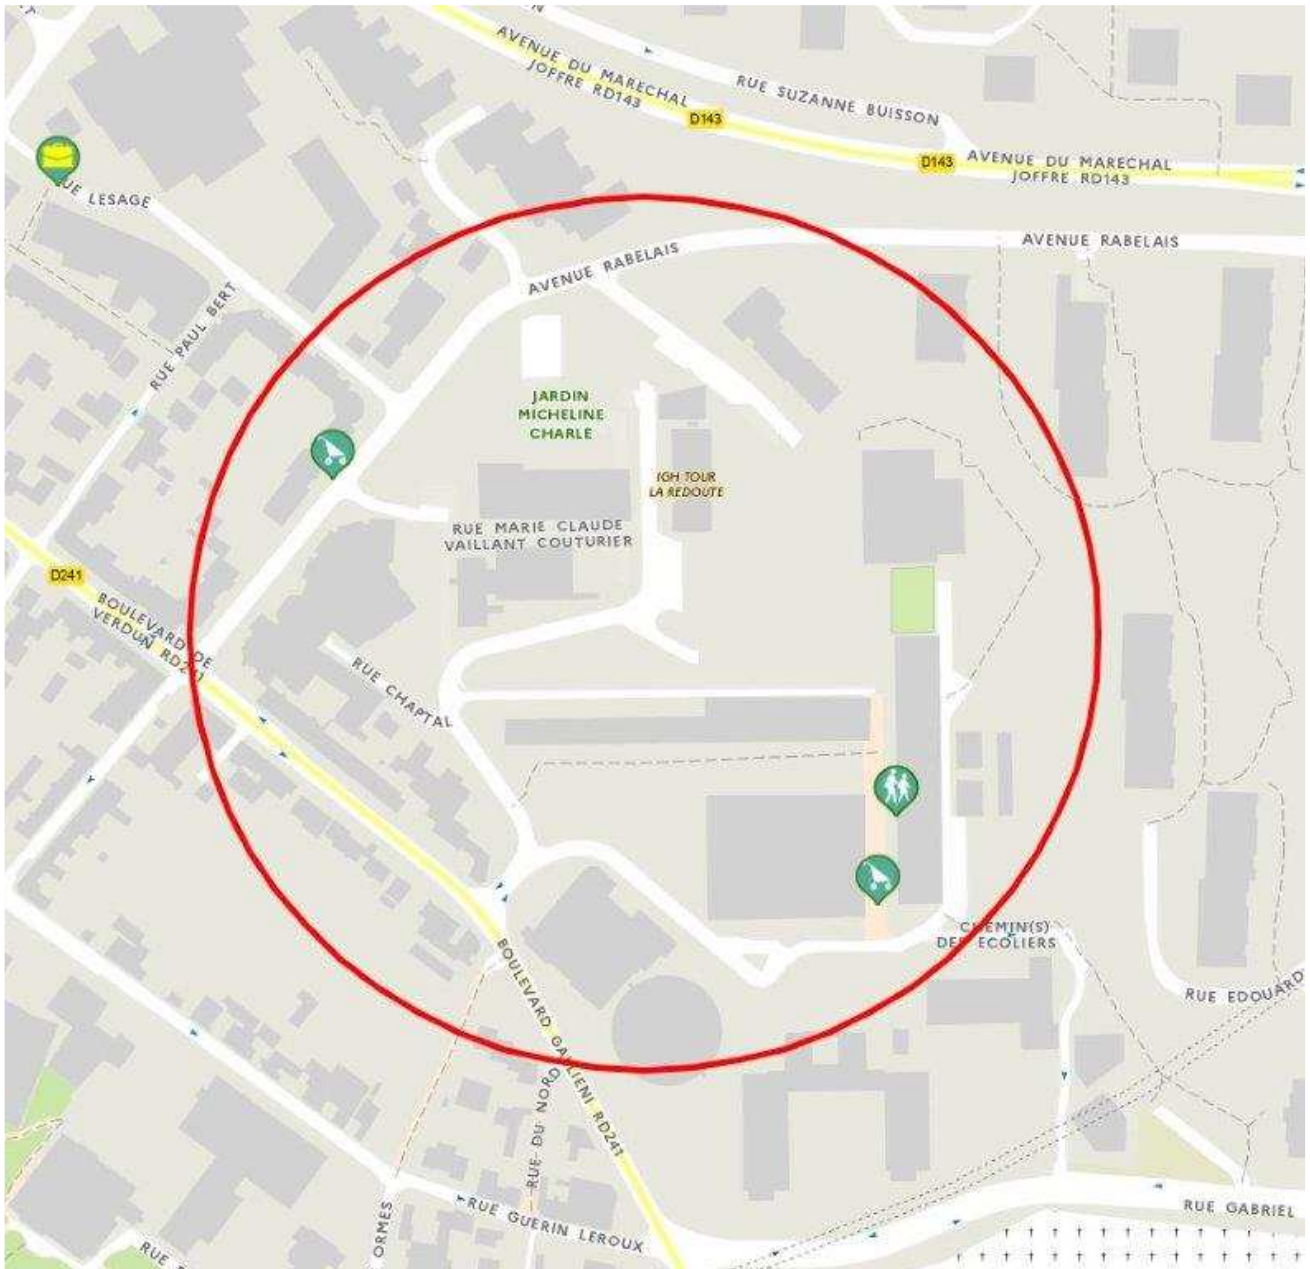 AVENUE DU MARECHAL
JOFFRE RD143
RUE SUZANNE BUISSON
D143
D143
AVENUE DU MARECHAL
JOFFRE RD143
RUE LESAGE
AVENUE RABELAIS
AVENUE RABELAIS
RUE PAUL BERT
JARDIN
MICHELINE
CHARLE
IGH TOUR
LA REDOUTE
RUE MARIE CLAUDE
VAILLANT COUTURIER
D241
BOULEVARD DE
VERDUN RD241
RUE CHAPTAL
CHEMIN(S)
DES ECOLIERS
BOULEVARD GALLIENI RD241
RUE EDOUARD
RUE DU NORD
ORMES
RUE GUERIN LEROUX
RUE GABRIEL
RUE